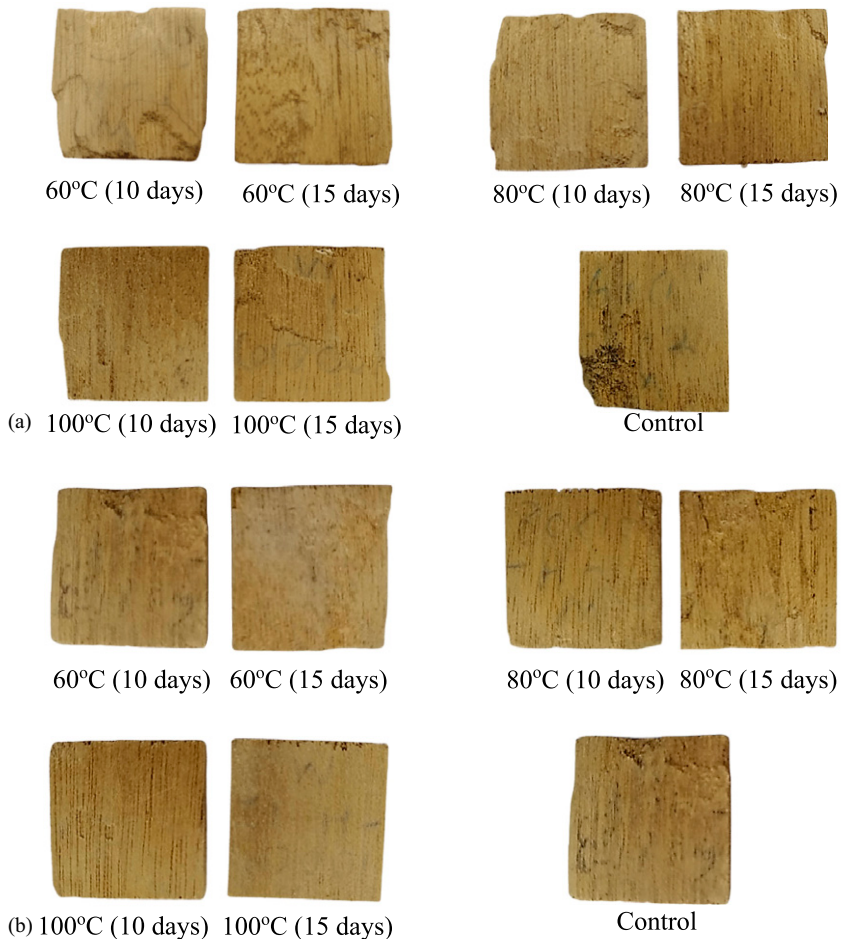 60°C (10 days) 60°C (15 days) 80°C (10 days) 80°C (15 days)
(a) 100°C (10 days) 100°C (15 days) Control
60°C (10 days) 60°C (15 days) 80°C (10 days) 80°C (15 days)
(b) 100°C (10 days) 100°C (15 days) Control